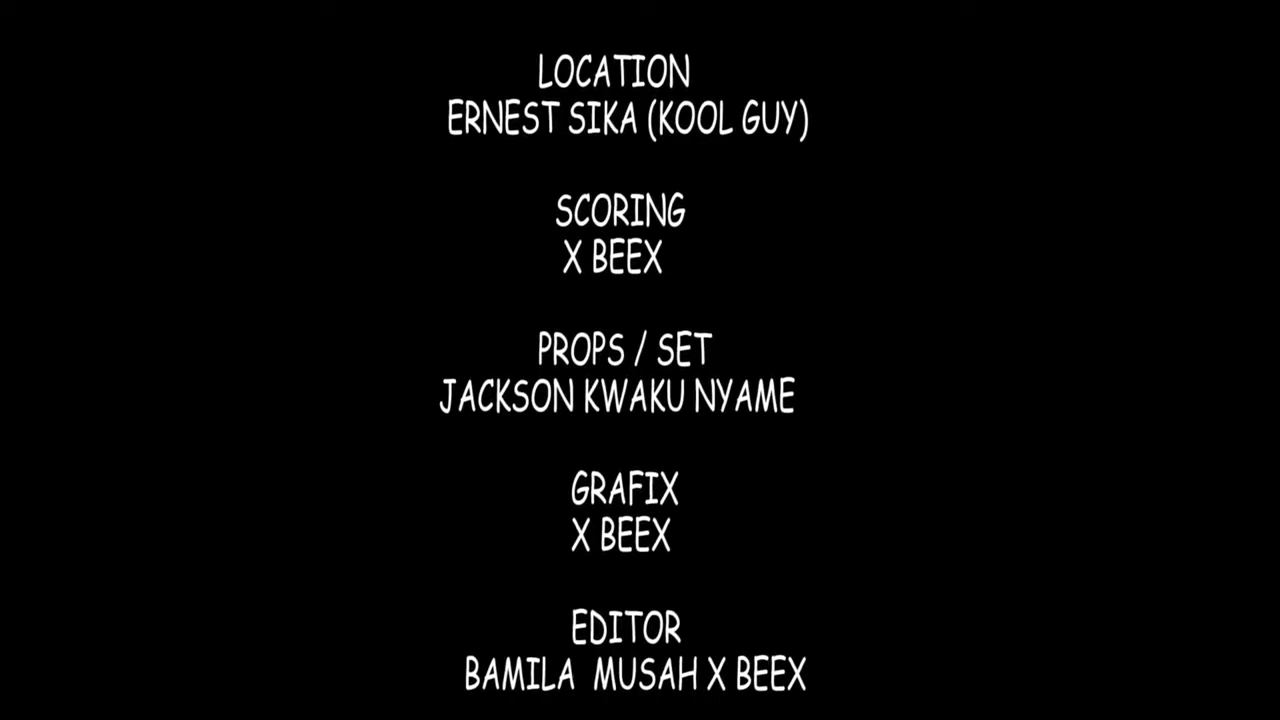 LOCATION
ERNEST SIKA (KOOL GUY)
SCORING
X BEEX
PROPS / SET
JACKSON KWAKU NYAME
GRAFIX
X BEEX
EDITOR
BAMILA MUSAH X BEEX